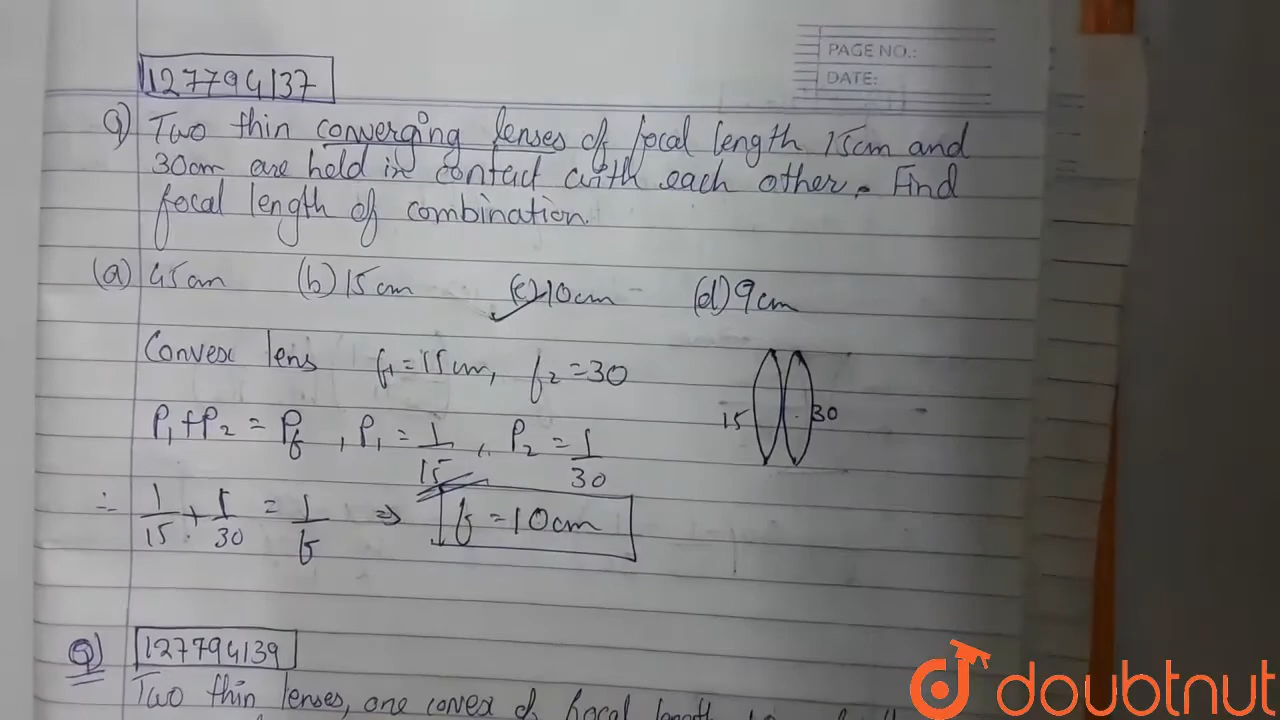 PAGE NO.:
DATE:
127794137
Q) Two thin converging lenses of focal length 15cm and
30cm are held in contact with each other. Find
focal length of combination.
(a) 45cm (b) 15cm (c) 10cm (d) 9cm
Convex lens f1 = 15cm, f2 = 30
P1 + P2 = Pf , P1 = 1/15 , P2 = 1/30
15 30
∴ 1/15 + 1/30 = 1/f ⇒ f = 10cm
Q) 127794139
Two thin lenses, one convex of focal length
doubtnut